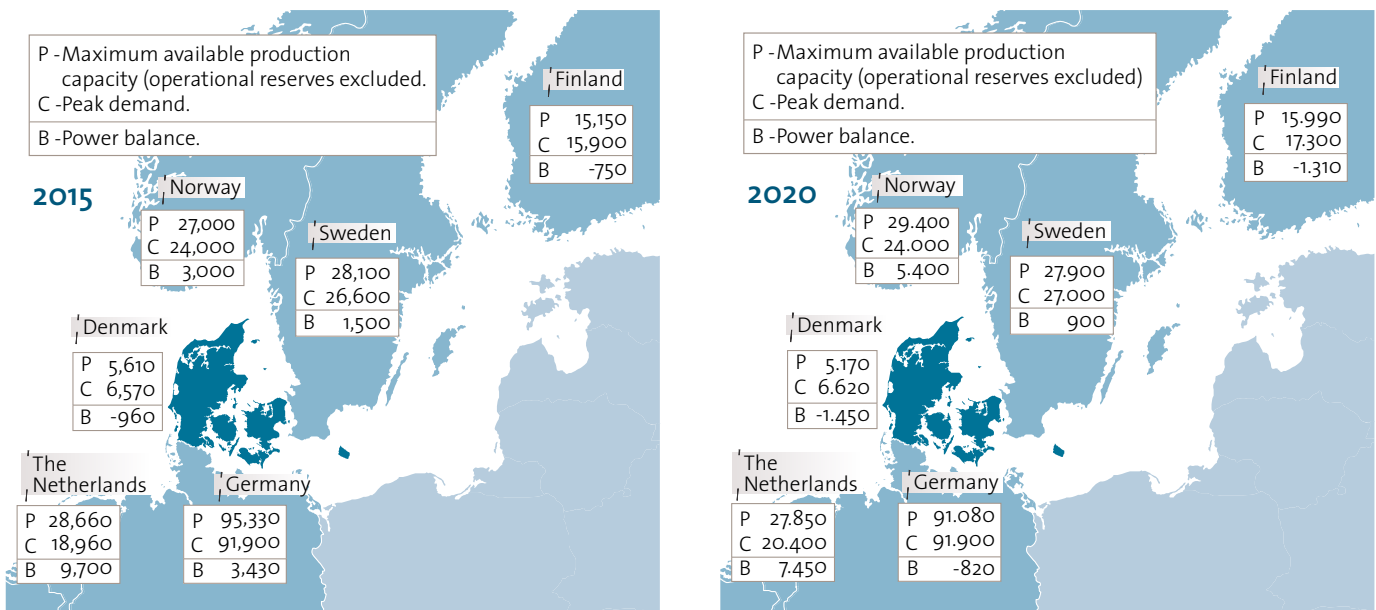 P -Maximum available production
capacity (operational reserves excluded.
C -Peak demand.
B -Power balance.
2015
Finland
P 15,150
C 15,900
B -750
Norway
P 27,000
C 24,000
B 3,000
Sweden
P 28,100
C 26,600
B 1,500
Denmark
P 5,610
C 6,570
B -960
The
Netherlands
P 28,660
C 18,960
B 9,700
Germany
P 95,330
C 91,900
B 3,430
P -Maximum available production
capacity (operational reserves excluded)
C -Peak demand.
B -Power balance.
2020
Finland
P 15.990
C 17.300
B -1.310
Norway
P 29.400
C 24.000
B 5.400
Sweden
P 27.900
C 27.000
B 900
Denmark
P 5.170
C 6.620
B -1.450
The
Netherlands
P 27.850
C 20.400
B 7.450
Germany
P 91.080
C 91.900
B -820